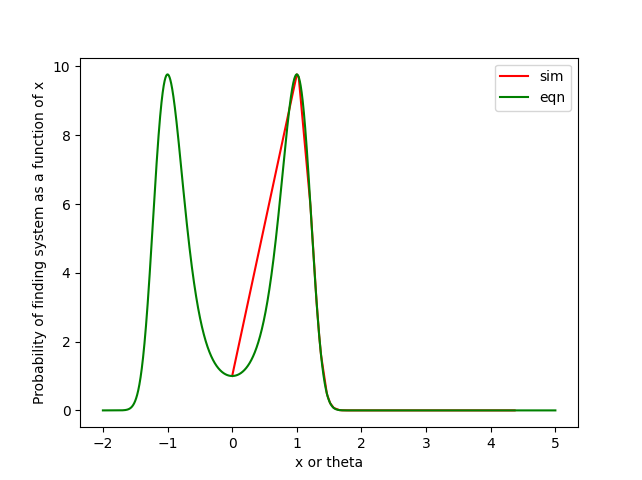 10
8
6
4
2
0
Probability of finding system as a function of x
sim
eqn
−2 −1 0 1 2 3 4 5
x or theta